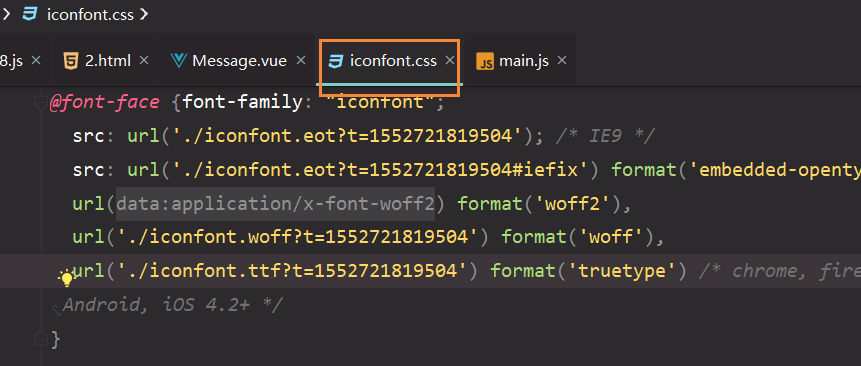 iconfont.css
8.js × 2.html × Message.vue × iconfont.css × main.js ×
@font-face {font-family: "iconfont";
src: url('./iconfont.eot?t=1552721819504'); /* IE9 */
src: url('./iconfont.eot?t=1552721819504#iefix') format('embedded-openty
url(data:application/x-font-woff2) format('woff2'),
url('./iconfont.woff?t=1552721819504') format('woff'),
url('./iconfont.ttf?t=1552721819504') format('truetype') /* chrome, fire
Android, iOS 4.2+ */
}